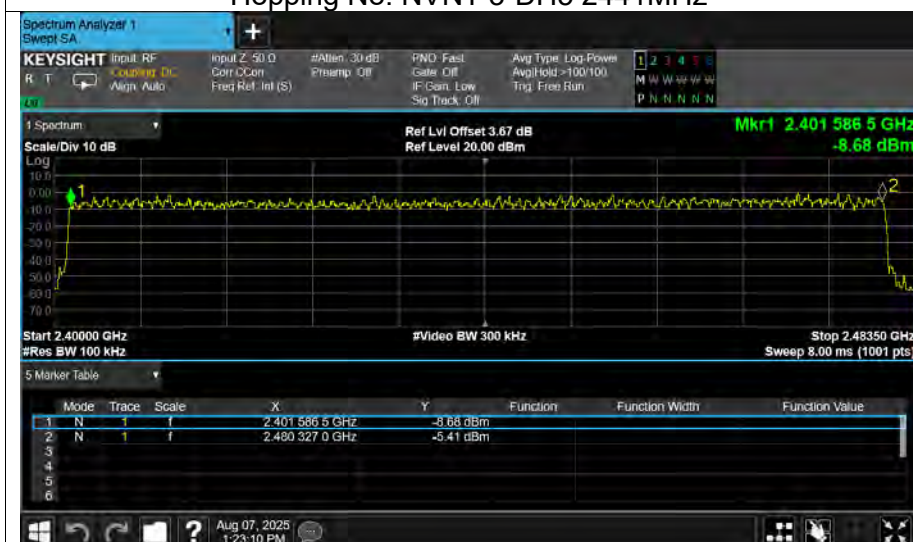 Hopping No. NVNT 3-DH5 2441MHz
Spectrum Analyzer 1
Swept SA
+
KEYSIGHT Input: RF Input Z: 50 Ω #Atten: 30 dB PNO: Fast Avg Type: Log-Power 1 2 3 4 5 6
R T Coupling: DC Corr CCorr Preamp: Off Gate: Off Avg|Hold: >100/100 M W W W W W
Align: Auto Freq Ref: Int (S) IF Gain: Low Trig: Free Run
Sig Track: Off P N N N N N
1 Spectrum
Ref Lvl Offset 3.67 dB Mkr1 2.401 586 5 GHz
Scale/Div 10 dB Ref Level 20.00 dBm -8.68 dBm
Log
10.0
0.00
-10.0
-20.0
-30.0
-40.0
-50.0
-60.0
-70.0
1
2
Start 2.40000 GHz #Video BW 300 kHz Stop 2.48350 GHz
#Res BW 100 kHz Sweep 8.00 ms (1001 pts)
5 Marker Table
Mode Trace Scale X Y Function Function Width Function Value
1 N 1 f 2.401 586 5 GHz -8.68 dBm
2 N 1 f 2.480 327 0 GHz -5.41 dBm
3
4
5
6
? Aug 07, 2025
1:23:10 PM